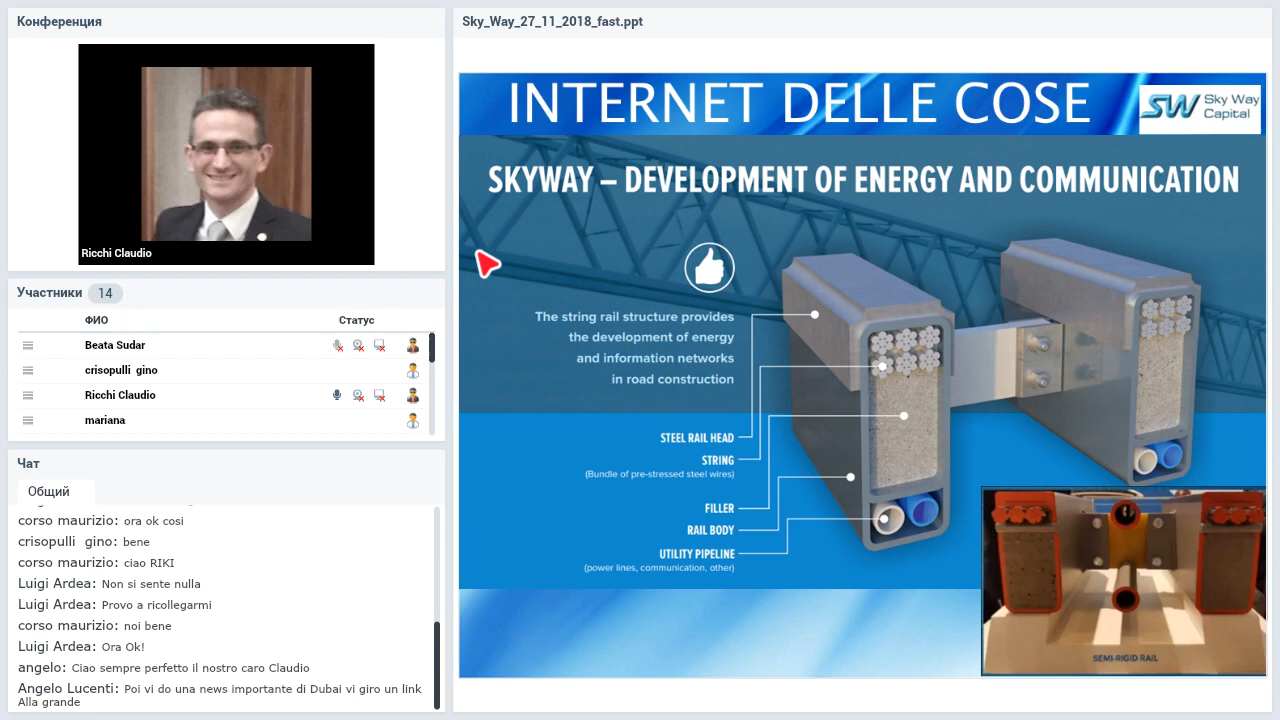 Конференция
Ricchi Claudio
Участники 14
ФИО Статус
Beata Sudar
crisopulli gino
Ricchi Claudio
mariana
Чат
Общий
corso maurizio: ora ok cosi
crisopulli gino: bene
corso maurizio: ciao RIKI
Luigi Ardea: Non si sente nulla
Luigi Ardea: Provo a ricollegarmi
corso maurizio: noi bene
Luigi Ardea: Ora Ok!
angelo: Ciao sempre perfetto il nostro caro Claudio
Angelo Lucenti: Poi vi do una news importante di Dubai vi giro un link
Alla grande
Sky_Way_27_11_2018_fast.ppt
INTERNET DELLE COSE
SW Sky Way
Capital
SKYWAY – DEVELOPMENT OF ENERGY AND COMMUNICATION
The string rail structure provides
the development of energy
and information networks
in road construction
STEEL RAIL HEAD
STRING
(Bundle of pre-stressed steel wires)
FILLER
RAIL BODY
UTILITY PIPELINE
(power lines, communication, other)
SEMI-RIGID RAIL